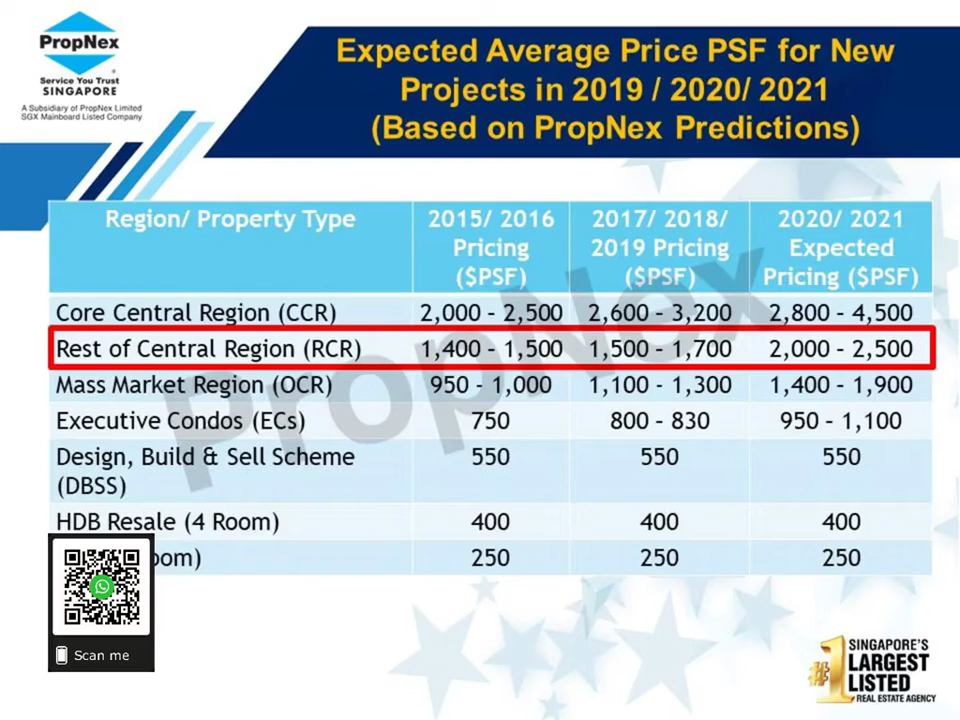 PropNex
Service You Trust
SINGAPORE
A Subsidiary of PropNex Limited
SGX Mainboard Listed Company
Expected Average Price PSF for New
Projects in 2019 / 2020/ 2021
(Based on PropNex Predictions)
Region/ Property Type 2015/ 2016 Pricing ($PSF) 2017/ 2018/ 2019 Pricing ($PSF) 2020/ 2021 Expected Pricing ($PSF)
Core Central Region (CCR) 2,000 – 2,500 2,600 – 3,200 2,800 – 4,500
Rest of Central Region (RCR) 1,400 – 1,500 1,500 – 1,700 2,000 – 2,500
Mass Market Region (OCR) 950 - 1,000 1,100 - 1,300 1,400 – 1,900
Executive Condos (ECs) 750 800 – 830 950 – 1,100
Design, Build & Sell Scheme (DBSS) 550 550 550
HDB Resale (4 Room) 400 400 400
oom) 250 250 250
PropNex
Scan me
#1 SINGAPORE'S
LARGEST
LISTED
REAL ESTATE AGENCY